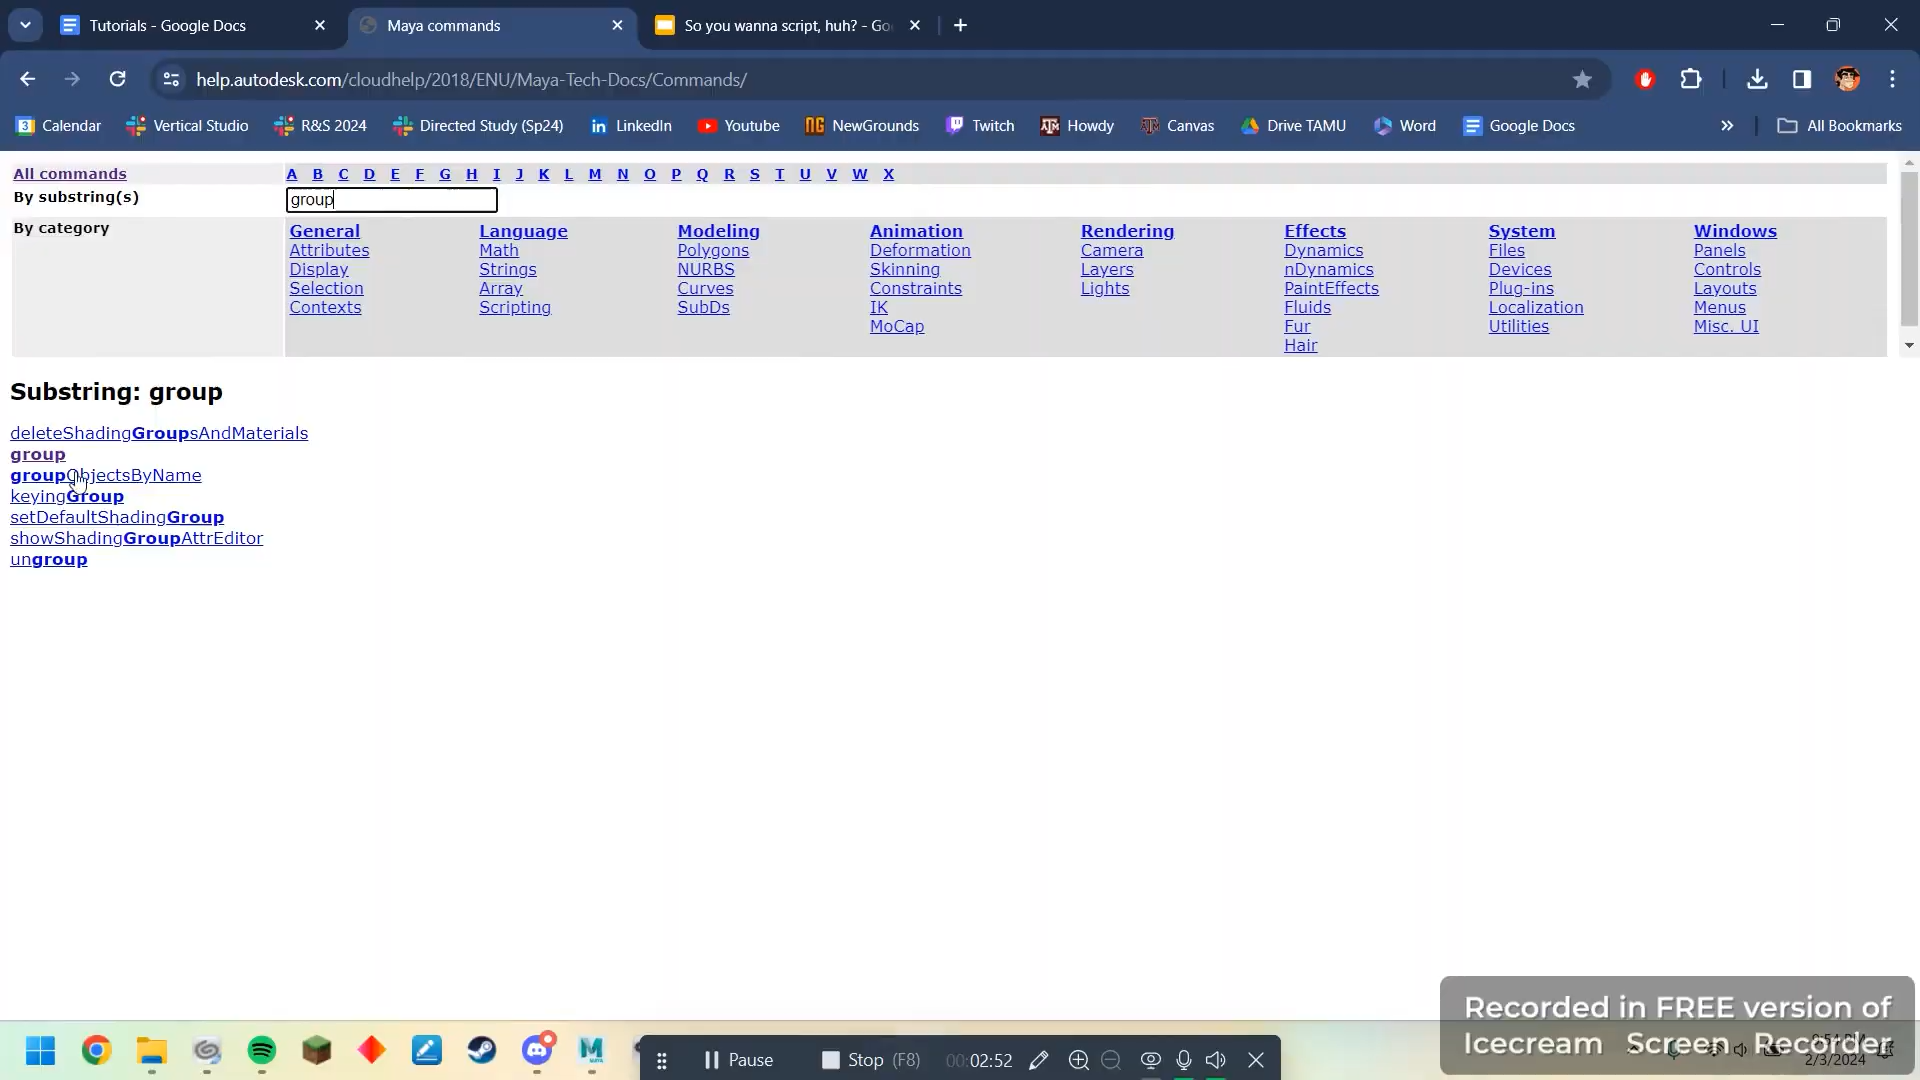 Tutorials - Google Docs
Maya commands
So you wanna script, huh? - Go
help.autodesk.com/cloudhelp/2018/ENU/Maya-Tech-Docs/Commands/
Calendar
Vertical Studio
R&S 2024
Directed Study (Sp24)
LinkedIn
Youtube
NewGrounds
Twitch
Howdy
Canvas
Drive TAMU
Word
Google Docs
All Bookmarks
All commands
A B C D E F G H I J K L M N O P Q R S T U V W X
By substring(s)
group
By category
General Language Modeling Animation Rendering Effects System Windows
Attributes Math Polygons Deformation Camera Dynamics Files Panels
Display Strings NURBS Skinning Layers nDynamics Devices Controls
Selection Array Curves Constraints Lights PaintEffects Plug-ins Layouts
Contexts Scripting SubDs IK Fluids Localization Menus
MoCap Fur Utilities Misc. UI
Hair
Substring: group
deleteShadingGroupsAndMaterials
group
groupObjectsByName
keyingGroup
setDefaultShadingGroup
showShadingGroupAttrEditor
ungroup
Recorded in FREE version of
Icecream Screen Recorder
Pause
Stop (F8)
00:02:52
2/3/2024